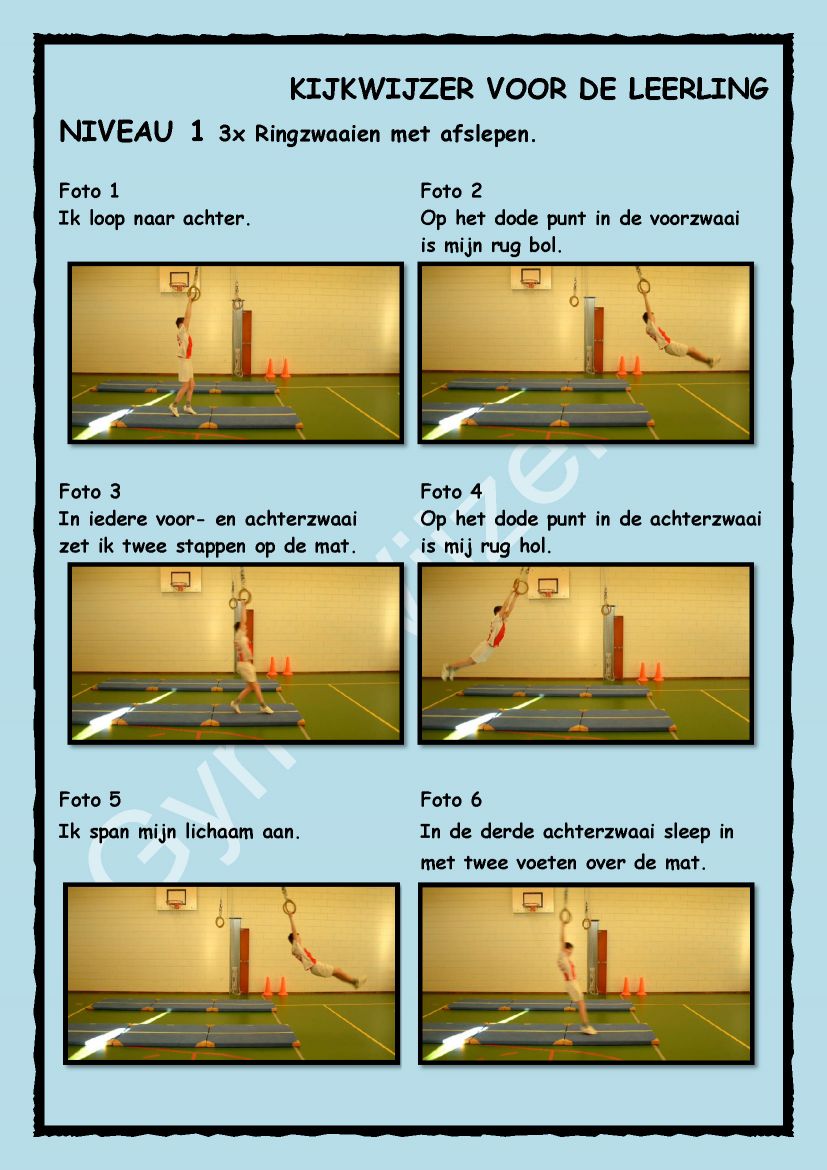 KIJKWIJZER VOOR DE LEERLING
NIVEAU 1 3x Ringzwaaien met afslepen.
Foto 1
Ik loop naar achter.
Foto 2
Op het dode punt in de voorzwaai
is mijn rug bol.
Foto 3
In iedere voor- en achterzwaai
zet ik twee stappen op de mat.
Foto 4
Op het dode punt in de achterzwaai
is mij rug hol.
Foto 5
Ik span mijn lichaam aan.
Foto 6
In de derde achterzwaai sleep in
met twee voeten over de mat.